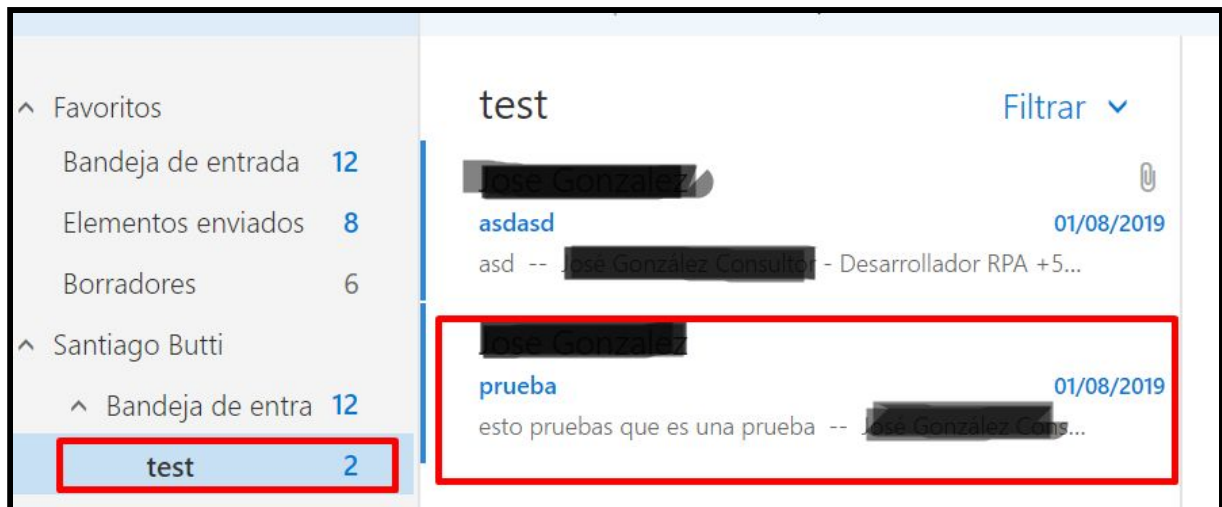 Favoritos
Bandeja de entrada 12
Elementos enviados 8
Borradores 6
Santiago Butti
Bandeja de entra 12
test 2
test Filtrar
asdasd 01/08/2019
asd -- - Desarrollador RPA +5...
prueba 01/08/2019
esto pruebas que es una prueba -- ...